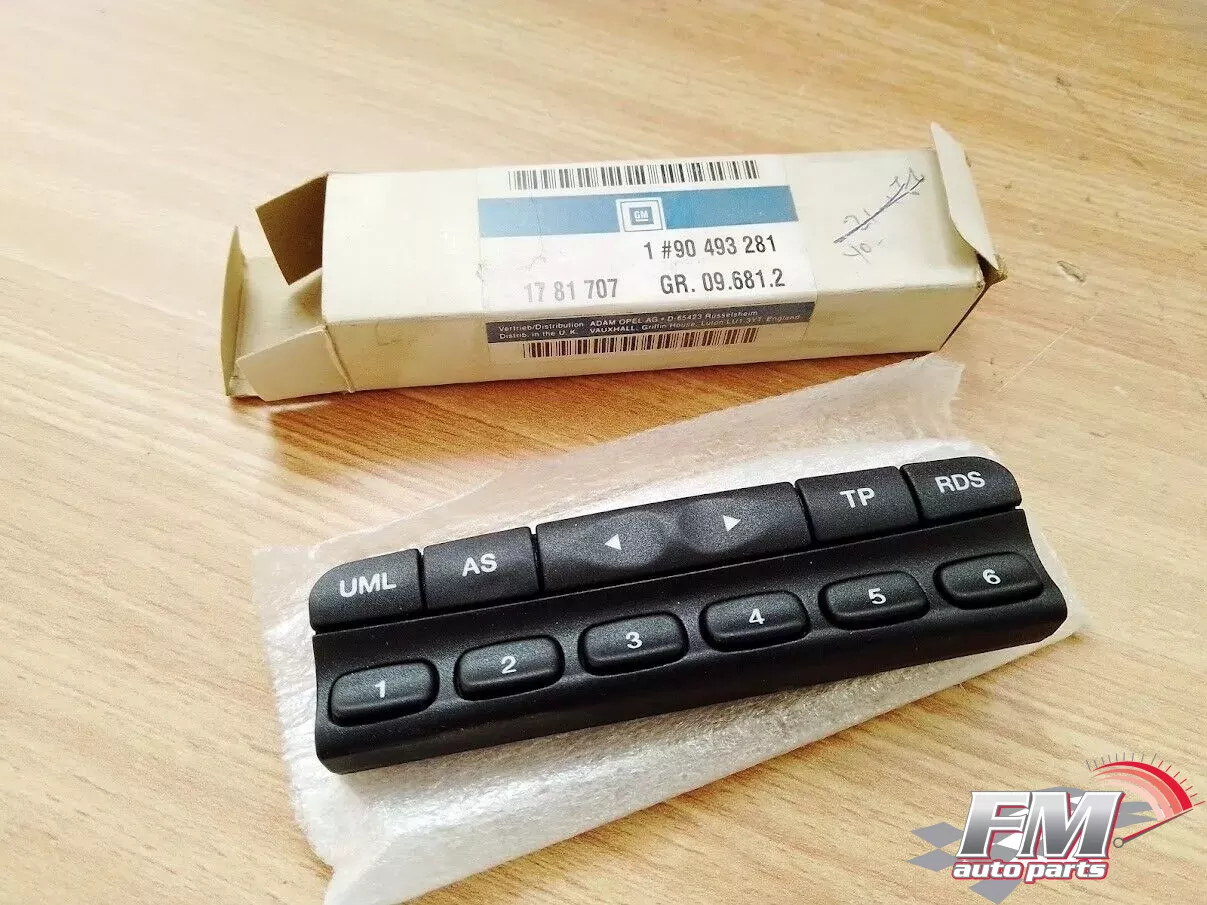 GM
1 #90 493 281
17 81 707 GR. 09.681.2
Vertrieb/Distribution ADAM OPEL AG • D-65423 Rüsselsheim
Distrib. in the U. K. VAUXHALL, Griffin House, Luton LU1 3YT, England
UML AS ◄ ► TP RDS
1 2 3 4 5 6
FM
auto parts